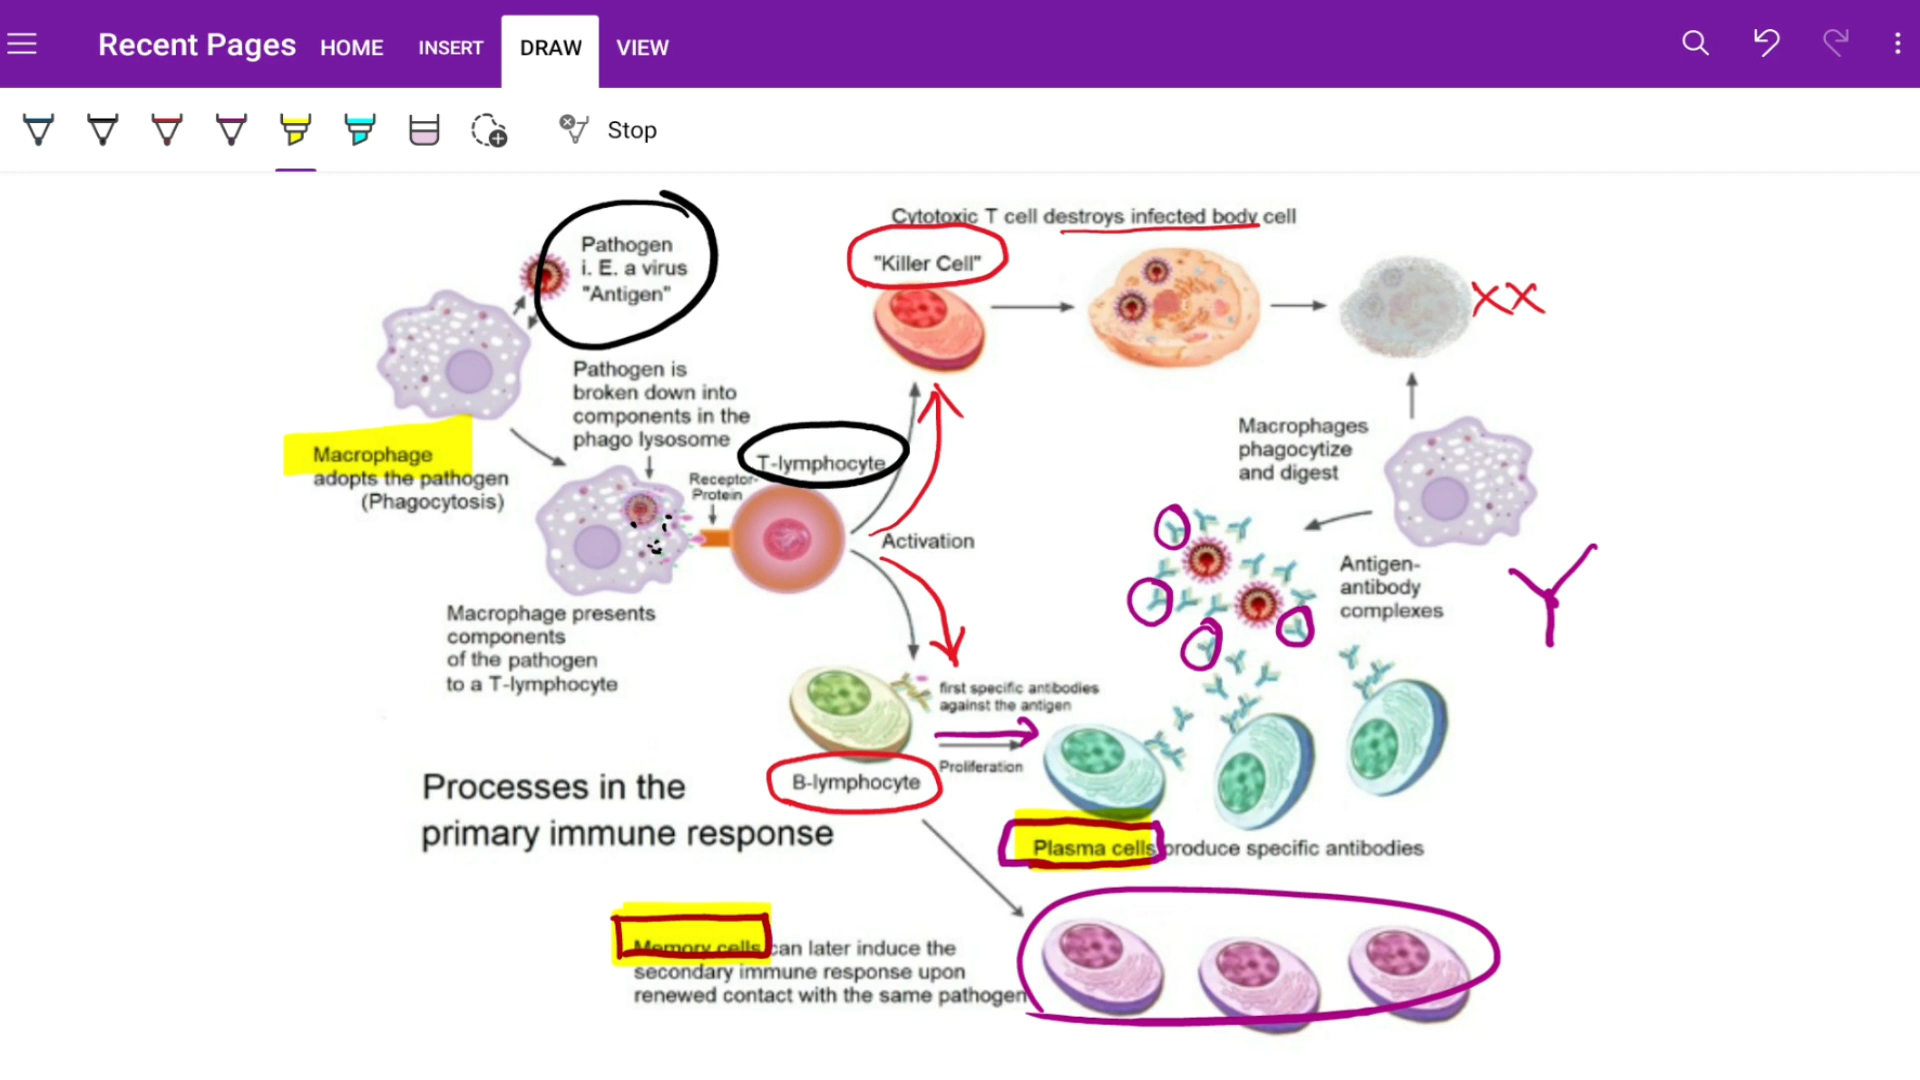 Recent Pages HOME INSERT DRAW VIEW
Stop
Cytotoxic T cell destroys infected body cell
"Killer Cell"
Pathogen
i. E. a virus
"Antigen"
XX
Pathogen is
broken down into
components in the
phago lysosome
Macrophage
adopts the pathogen
(Phagocytosis)
T-lymphocyte
Receptor-
Protein
Activation
Macrophages
phagocytize
and digest
Antigen-
antibody
complexes
Y
Macrophage presents
components
of the pathogen
to a T-lymphocyte
first specific antibodies
against the antigen
Proliferation
B-lymphocyte
Processes in the
primary immune response
Plasma cells produce specific antibodies
Memory cells can later induce the
secondary immune response upon
renewed contact with the same pathogen